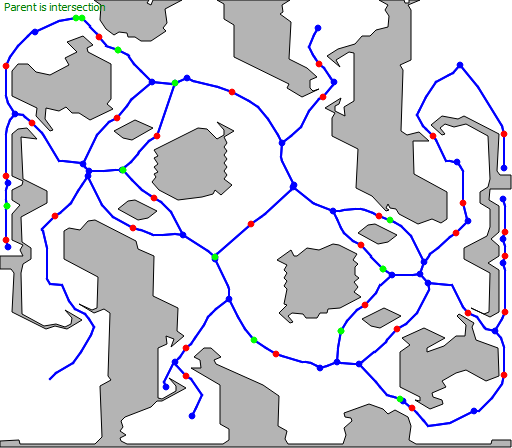 Parent is intersection